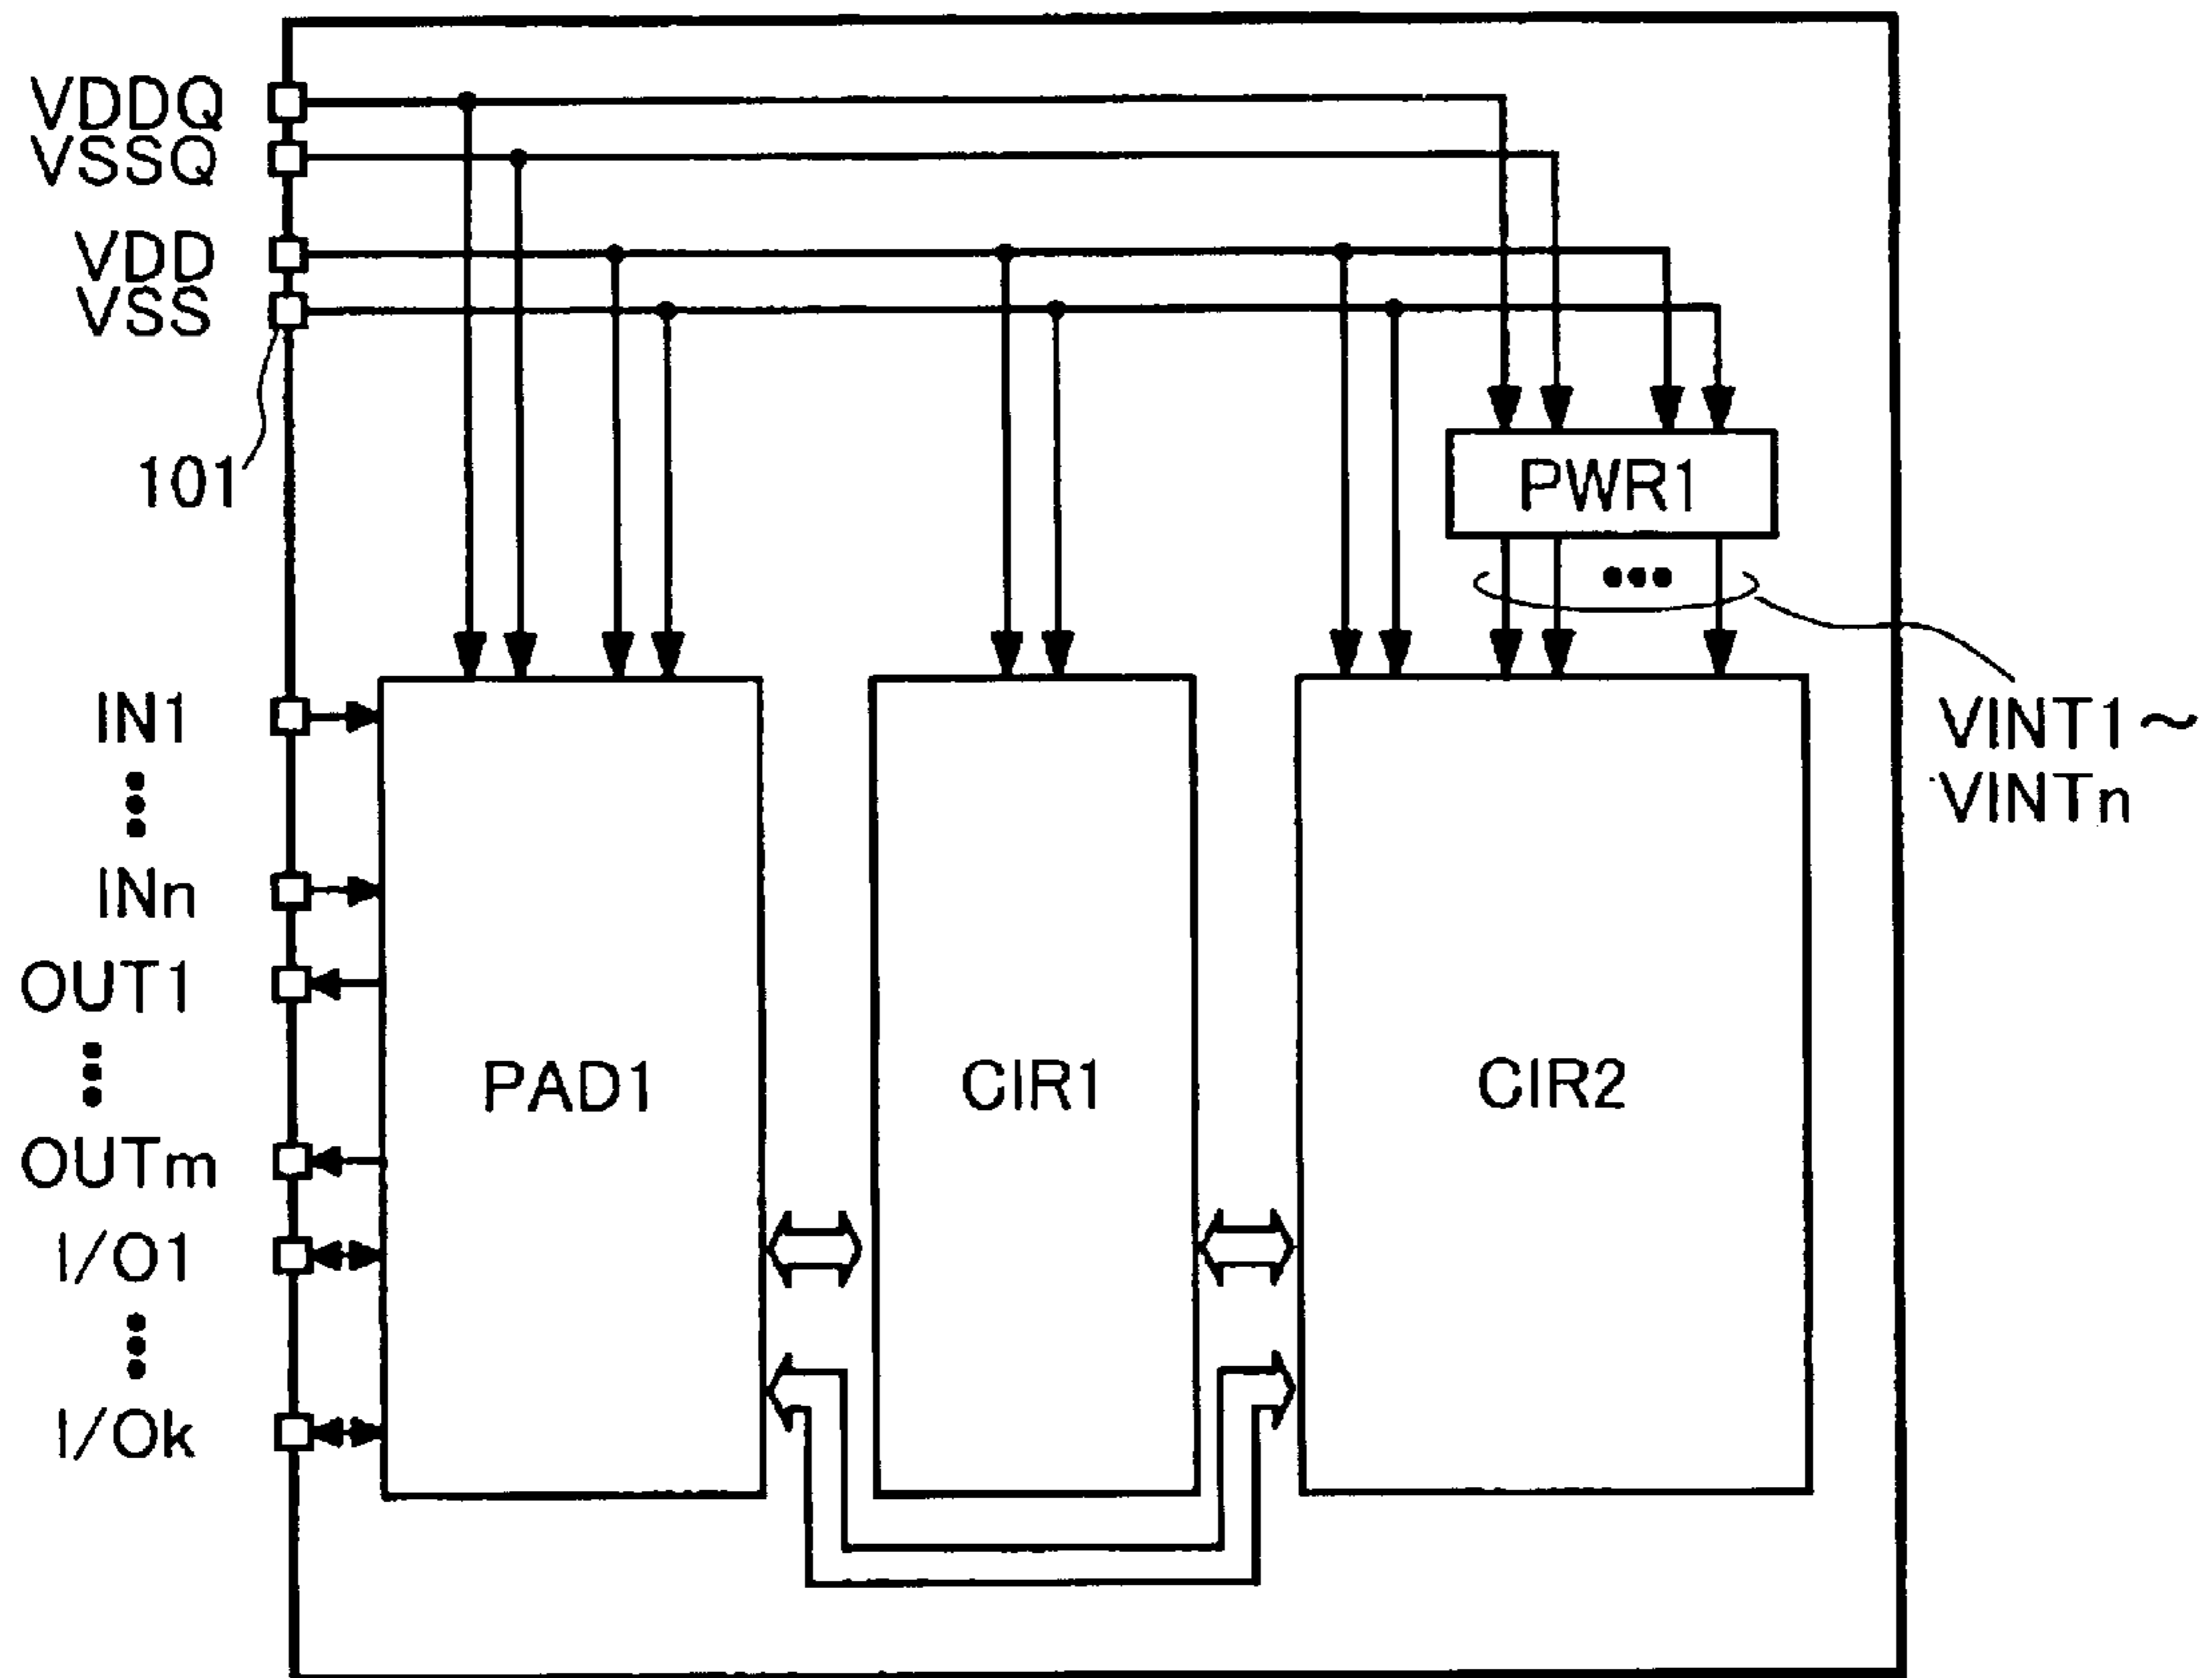 VDDQ
VSSQ
VDD
VSS
101
PWR1
VINT1~
VINTn
IN1
INn
OUT1
OUTm
I/O1
I/Ok
PAD1
CIR1
CIR2